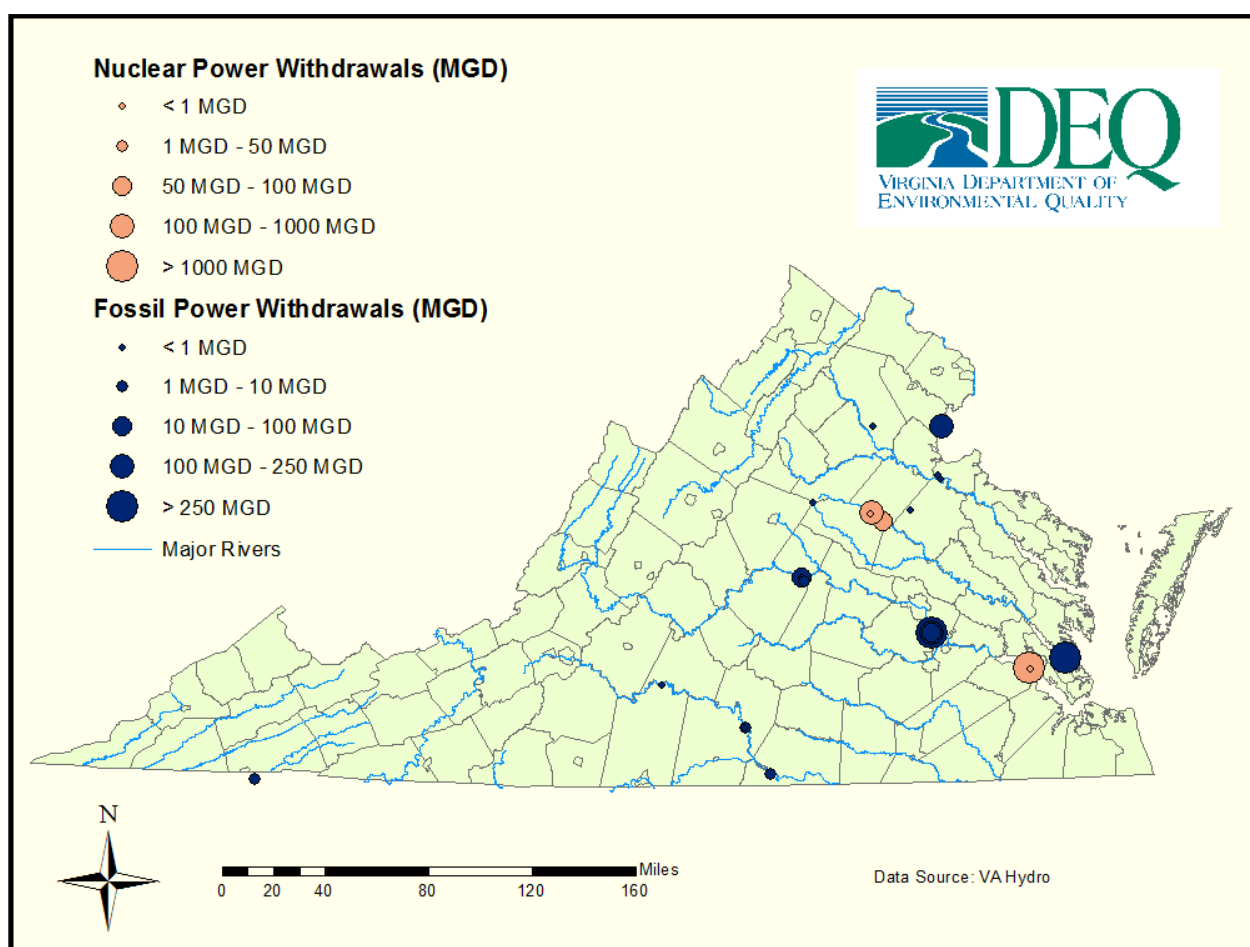 Nuclear Power Withdrawals (MGD)
< 1 MGD
1 MGD - 50 MGD
50 MGD - 100 MGD
100 MGD - 1000 MGD
> 1000 MGD
Fossil Power Withdrawals (MGD)
< 1 MGD
1 MGD - 10 MGD
10 MGD - 100 MGD
100 MGD - 250 MGD
> 250 MGD
Major Rivers
DEQ
VIRGINIA DEPARTMENT OF
ENVIRONMENTAL QUALITY
N
Miles
0 20 40 80 120 160
Data Source: VA Hydro